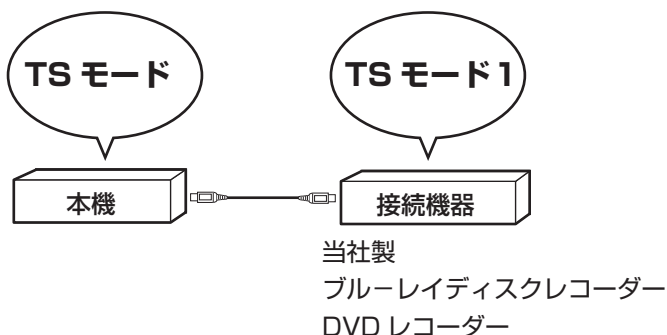 TS モード
TS モード1
本機
接続機器
当社製
ブルーレイディスクレコーダー
DVD レコーダー